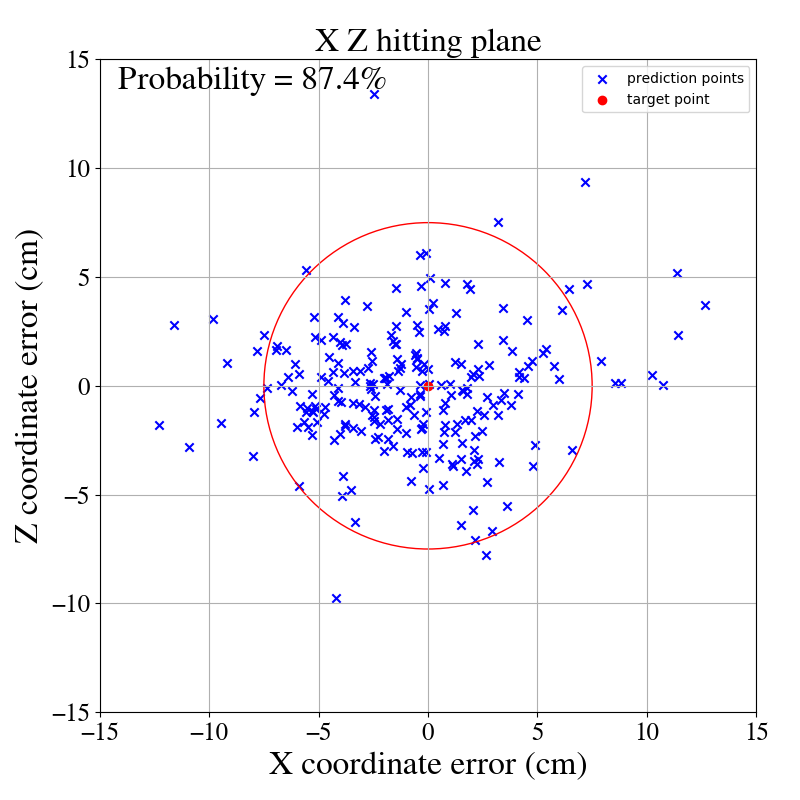 X Z hitting plane
Probability = 87.4%
prediction points
target point
15
10
5
0
−5
−10
−15
Z coordinate error (cm)
−15 −10 −5 0 5 10 15
X coordinate error (cm)